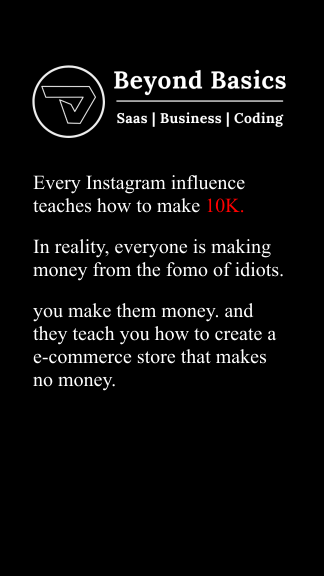 Beyond Basics
Saas | Business | Coding
Every Instagram influence
teaches how to make 10K.
In reality, everyone is making
money from the fomo of idiots.
you make them money. and
they teach you how to create a
e-commerce store that makes
no money.